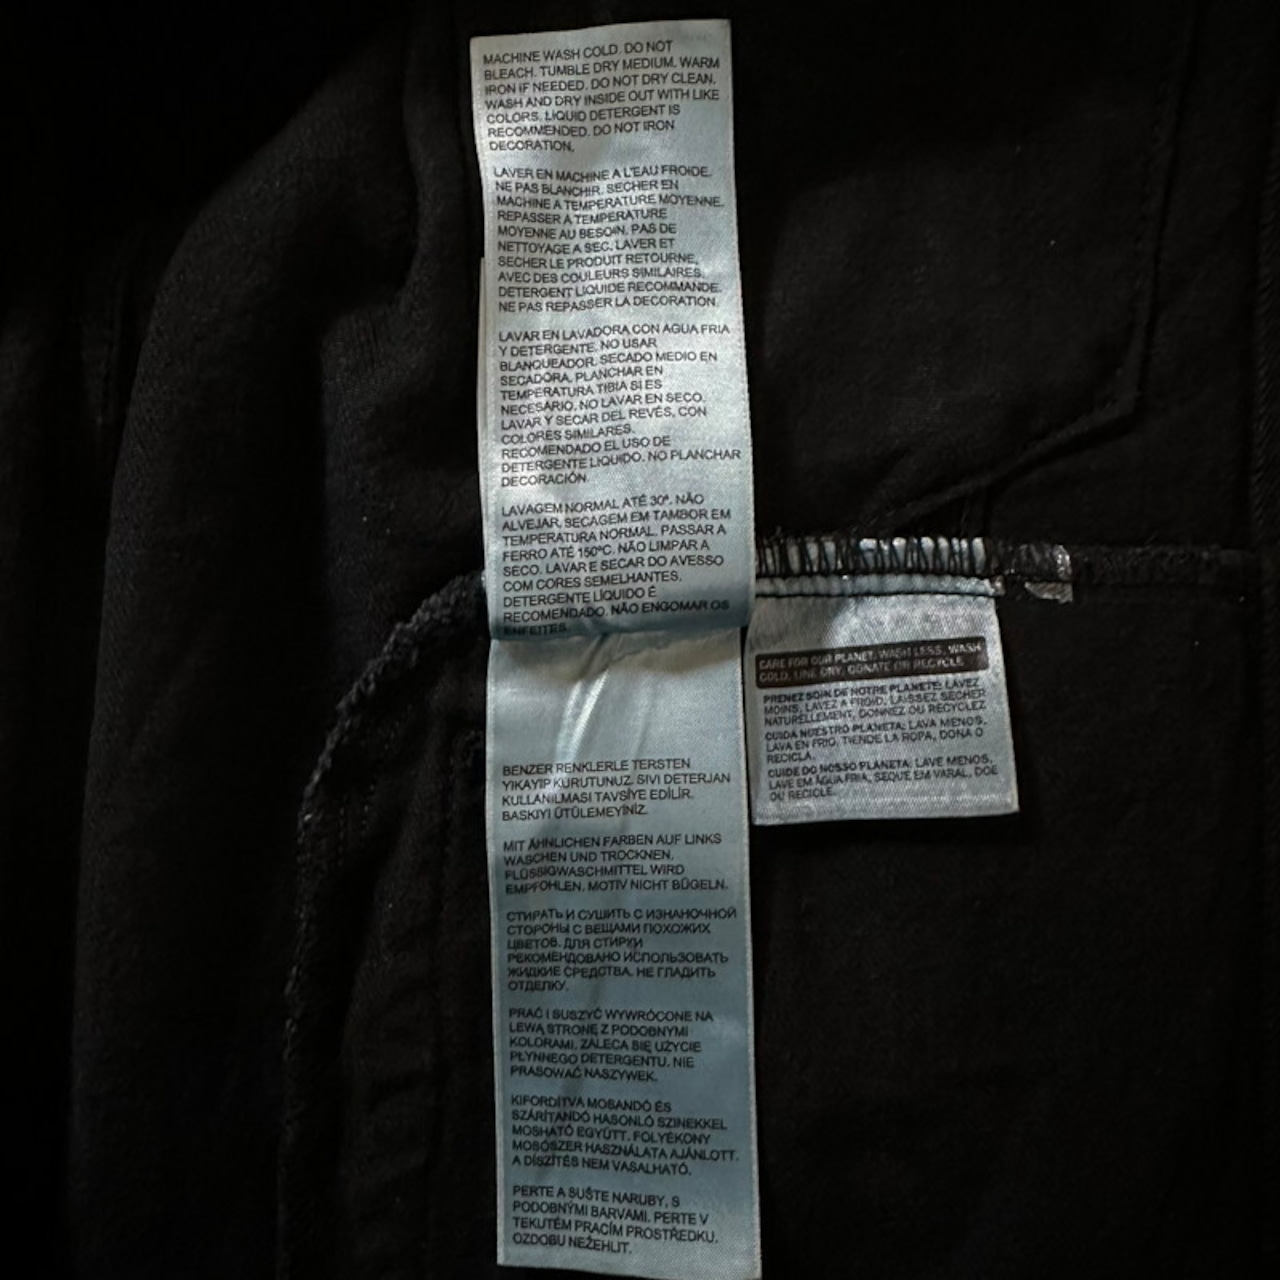 MACHINE WASH COLD. DO NOT
BLEACH. TUMBLE DRY MEDIUM. WARM
IRON IF NEEDED. DO NOT DRY CLEAN.
WASH AND DRY INSIDE OUT WITH LIKE
COLORS. LIQUID DETERGENT IS
RECOMMENDED. DO NOT IRON
DECORATION.
LAVER EN MACHINE A L'EAU FROIDE.
NE PAS BLANCHIR. SECHER EN
MACHINE A TEMPERATURE MOYENNE.
REPASSER A TEMPERATURE
MOYENNE AU BESOIN. PAS DE
NETTOYAGE A SEC. LAVER ET
SECHER LE PRODUIT RETOURNE,
AVEC DES COULEURS SIMILAIRES.
DETERGENT LIQUIDE RECOMMANDE.
NE PAS REPASSER LA DECORATION.
LAVAR EN LAVADORA CON AGUA FRIA
Y DETERGENTE. NO USAR
BLANQUEADOR. SECADO MEDIO EN
SECADORA. PLANCHAR EN
TEMPERATURA TIBIA SI ES
NECESARIO. NO LAVAR EN SECO.
LAVAR Y SECAR DEL REVÉS, CON
COLORES SIMILARES.
RECOMENDADO EL USO DE
DETERGENTE LIQUIDO. NO PLANCHAR
DECORACIÓN.
LAVAGEM NORMAL ATÉ 30º. NÃO
ALVEJAR. SECAGEM EM TAMBOR EM
TEMPERATURA NORMAL. PASSAR A
FERRO ATÉ 150ºC. NÃO LIMPAR A
SECO. LAVAR E SECAR DO AVESSO
COM CORES SEMELHANTES.
DETERGENTE LÍQUIDO É
RECOMENDADO. NÃO ENGOMAR OS
ENFEITES.
BENZER RENKLERLE TERSTEN
YIKAYIP KURUTUNUZ. SIVI DETERJAN
KULLANILMASI TAVSİYE EDİLİR.
BASKIYI ÜTÜLEMEYİNİZ.
MIT ÄHNLICHEN FARBEN AUF LINKS
WASCHEN UND TROCKNEN.
FLÜSSIGWASCHMITTEL WIRD
EMPFOHLEN. MOTIV NICHT BÜGELN.
СТИРАТЬ И СУШИТЬ С ИЗНАНОЧНОЙ
СТОРОНЫ С ВЕЩАМИ ПОХОЖИХ
ЦВЕТОВ. ДЛЯ СТИРКИ
РЕКОМЕНДОВАНО ИСПОЛЬЗОВАТЬ
ЖИДКИЕ СРЕДСТВА. НЕ ГЛАДИТЬ
ОТДЕЛКУ.
PRAĆ I SUSZYĆ WYWRÓCONE NA
LEWĄ STRONĘ Z PODOBNYMI
KOLORAMI. ZALECA SIĘ UŻYCIE
PŁYNNEGO DETERGENTU. NIE
PRASOWAĆ NASZYWEK.
KIFORDÍTVA MOSANDÓ ÉS
SZÁRÍTANDÓ HASONLÓ SZINEKKEL
MOSHATÓ EGYÜTT. FOLYÉKONY
MOSÓSZER HASZNÁLATA AJÁNLOTT.
A DÍSZÍTÉS NEM VASALHATÓ.
PERTE A SUŠTE NARUBY, S
PODOBNÝMI BARVAMI. PERTE V
TEKUTÉM PRACÍM PROSTŘEDKU.
OZDOBU NEŽEHLIT.
CARE FOR OUR PLANET. WASH LESS, WASH
COLD, LINE DRY, DONATE OR RECYCLE
PRENEZ SOIN DE NOTRE PLANETE: LAVEZ
MOINS, LAVEZ A FROID, LAISSEZ SECHER
NATURELLEMENT, DONNEZ OU RECYCLEZ
CUIDA NUESTRO PLANETA: LAVA MENOS,
LAVA EN FRIO, TIENDE LA ROPA, DONA O
RECICLA.
CUIDE DO NOSSO PLANETA: LAVE MENOS,
LAVE EM ÁGUA FRIA, SEQUE EM VARAL, DOE
OU RECICLE.